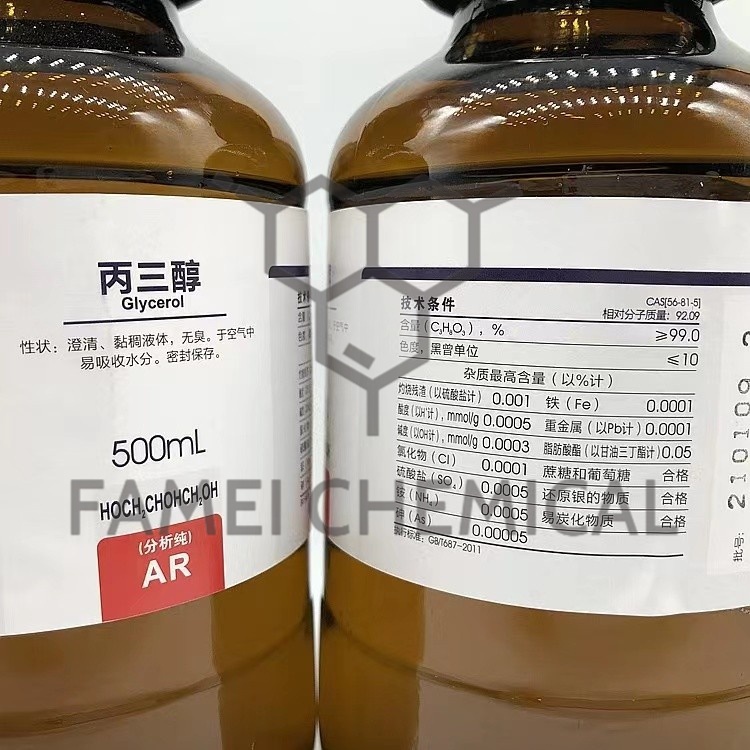 丙三醇
Glycerol
性状：澄清、黏稠液体，无臭。于空气中
易吸收水分。密封保存。
500mL
HOCH₂CHOHCH₂OH
(分析纯)
AR
技术条件
CAS[56-81-5]
相对分子质量：92.09
含量（C₃H₈O₃），% ≥99.0
色度，黑曾单位 ≤10
杂质最高含量（以%计）
灼烧残渣（以硫酸盐计） 0.001 铁（Fe） 0.0001
酸度（以H⁺计），mmol/g 0.0005 重金属（以Pb计） 0.0001
碱度（以OH⁻计），mmol/g 0.0003 脂肪酸酯（以甘油三丁酯计） 0.05
氯化物（Cl） 0.0001 蔗糖和葡萄糖 合格
硫酸盐（SO₄） 0.0005 还原银的物质 合格
铵（NH₄） 0.0005 易炭化物质 合格
砷（As） 0.00005
执行标准：GB/T687-2011
批号：
210109
FAMEI CHEMICAL